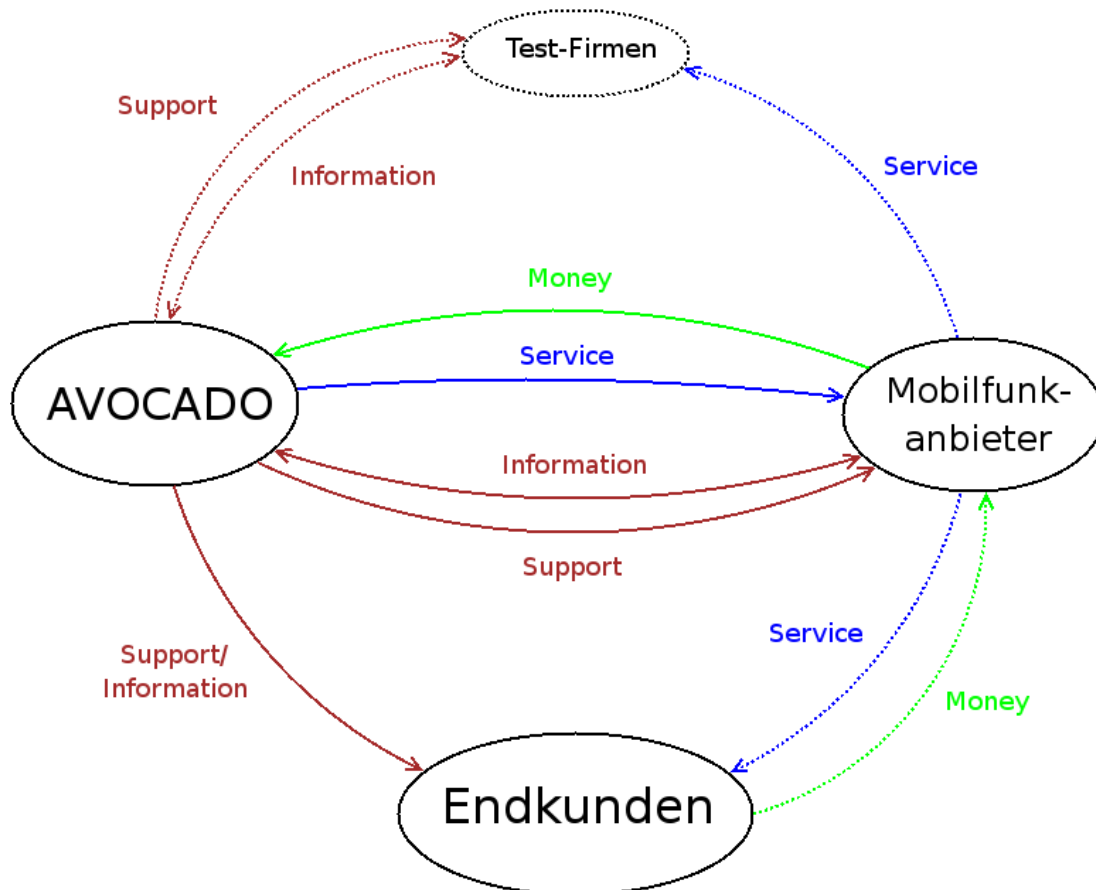 Test-Firmen
Support
Information
Service
Money
Service
AVOCADO
Mobilfunk-
anbieter
Information
Support
Service
Support/
Information
Money
Endkunden